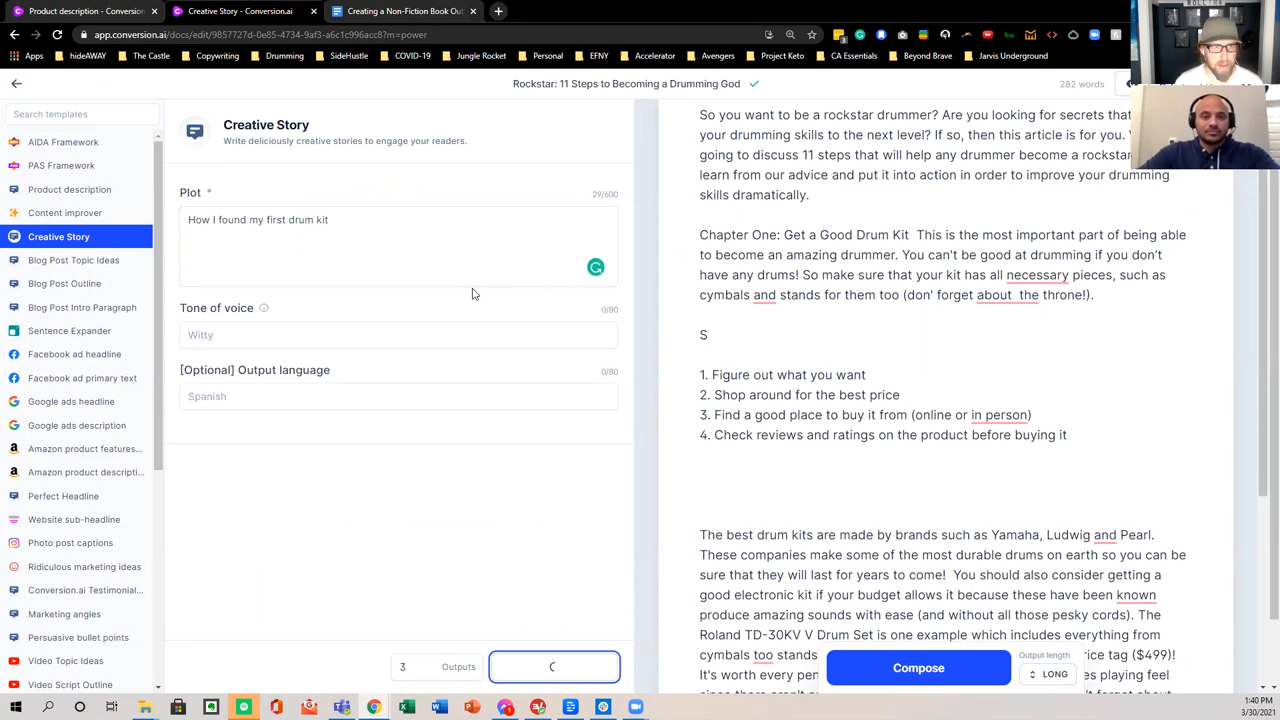 Product description - Conversion
Creative Story - Conversion.ai
Creating a Non-Fiction Book Out
app.conversion.ai/docs/edit/9857727d-0e85-4734-9af3-a6c1c996acc8?m=power
Apps
hideAWAY
The Castle
Copywriting
Drumming
SideHustle
COVID-19
Jungle Rocket
Personal
EFNY
Accelerator
Avengers
Project Keto
CA Essentials
Beyond Brave
Jarvis Underground
Rockstar: 11 Steps to Becoming a Drumming God
282 words
Search templates
AIDA Framework
PAS Framework
Product description
Content improver
Creative Story
Blog Post Topic Ideas
Blog Post Outline
Blog Post Intro Paragraph
Sentence Expander
Facebook ad headline
Facebook ad primary text
Google ads headline
Google ads description
Amazon product features...
Amazon product descripti...
Perfect Headline
Website sub-headline
Photo post captions
Ridiculous marketing ideas
Conversion.ai Testimonial...
Marketing angles
Persuasive bullet points
Video Topic Ideas
Video Script Outline
Creative Story
Write deliciously creative stories to engage your readers.
Plot *
29/600
How I found my first drum kit
Tone of voice
0/80
Witty
[Optional] Output language
0/80
Spanish
3 Outputs
So you want to be a rockstar drummer? Are you looking for secrets that
your drumming skills to the next level? If so, then this article is for you.
going to discuss 11 steps that will help any drummer become a rockstar
learn from our advice and put it into action in order to improve your drumming
skills dramatically.
Chapter One: Get a Good Drum Kit This is the most important part of being able
to become an amazing drummer. You can't be good at drumming if you don't
have any drums! So make sure that your kit has all necessary pieces, such as
cymbals and stands for them too (don' forget about the throne!).
S
1. Figure out what you want
2. Shop around for the best price
3. Find a good place to buy it from (online or in person)
4. Check reviews and ratings on the product before buying it
The best drum kits are made by brands such as Yamaha, Ludwig and Pearl.
These companies make some of the most durable drums on earth so you can be
sure that they will last for years to come! You should also consider getting a
good electronic kit if your budget allows it because these have been known
produce amazing sounds with ease (and without all those pesky cords). The
Roland TD-30KV V Drum Set is one example which includes everything from
cymbals too stands
rice tag ($499)!
It's worth every pen
es playing feel
Compose
Output length
LONG
1:40 PM
3/30/2021